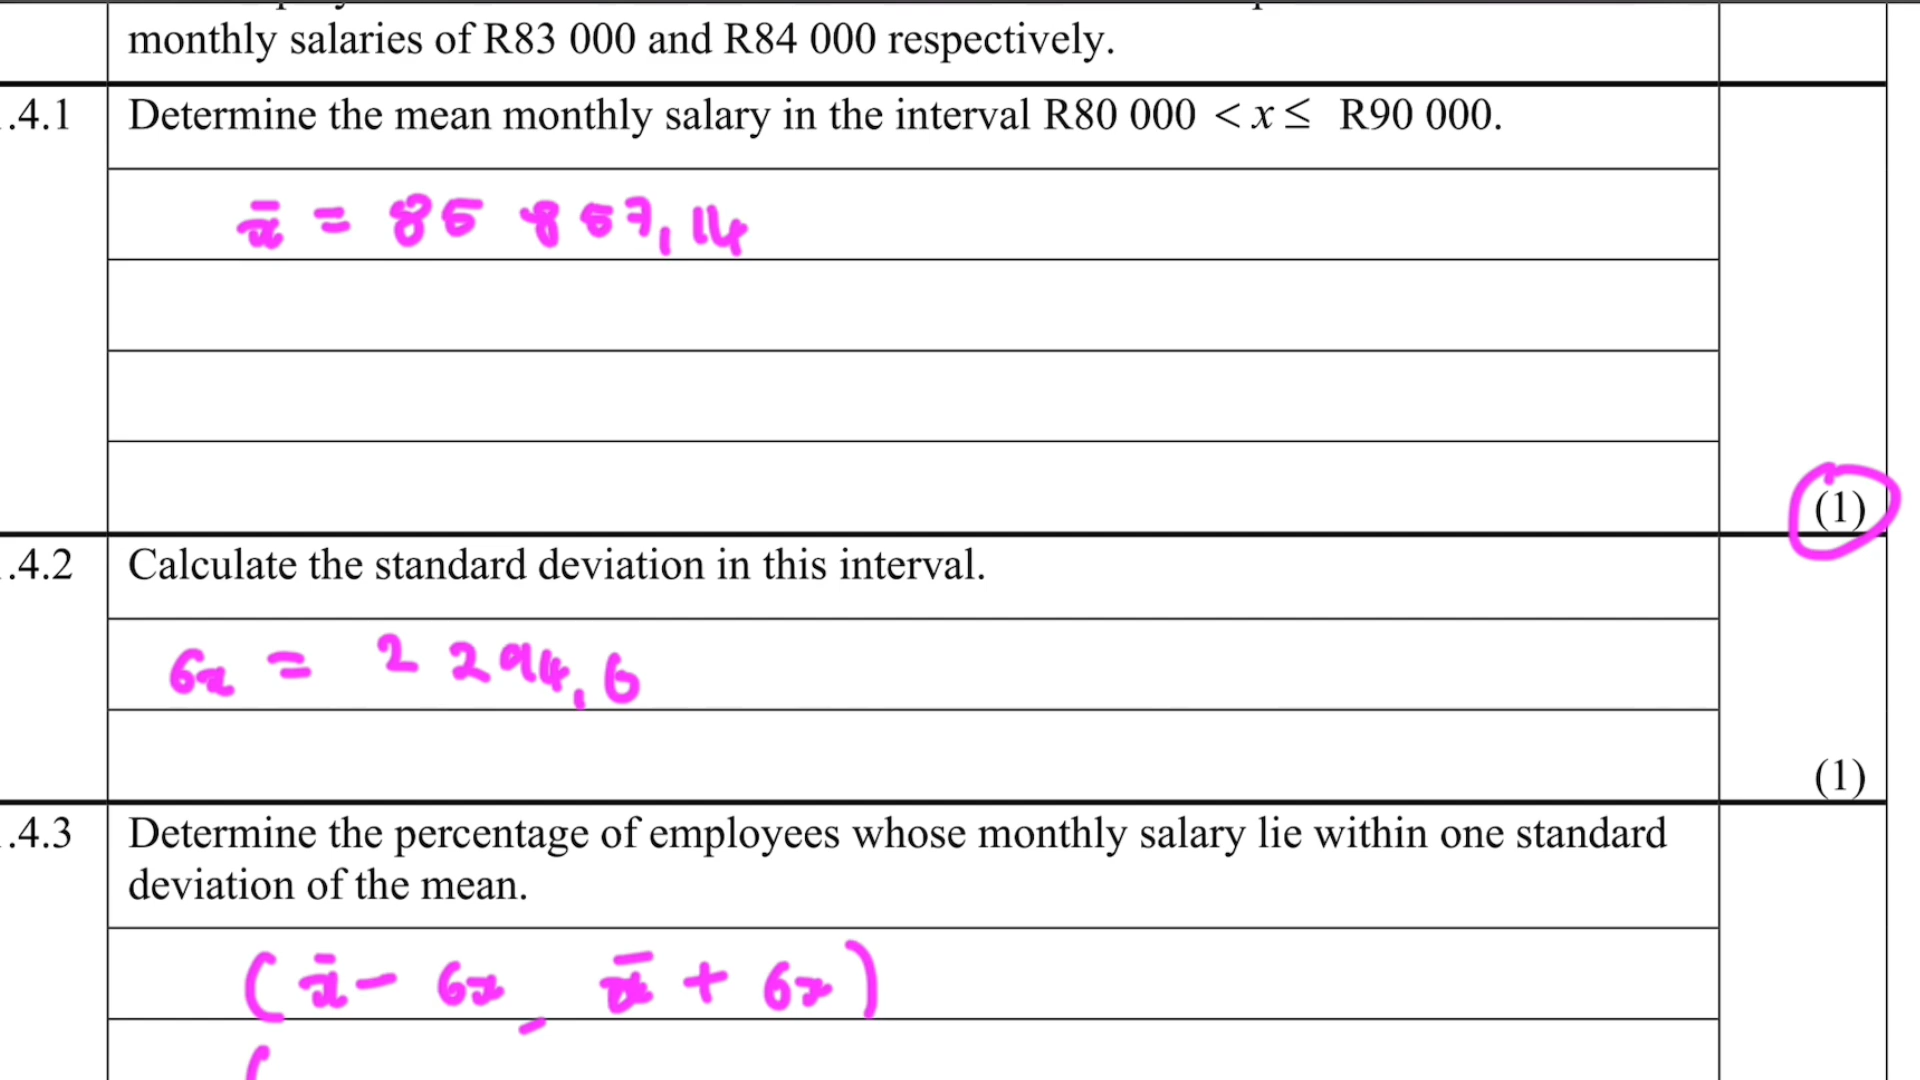 monthly salaries of R83 000 and R84 000 respectively.
.4.1 Determine the mean monthly salary in the interval R80 000 < x ≤ R90 000.
x̄ = 85 857,14
(1)
.4.2 Calculate the standard deviation in this interval.
σx = 2 294,6
(1)
.4.3 Determine the percentage of employees whose monthly salary lie within one standard
deviation of the mean.
(x̄ - σx - x̄ + σx)
(